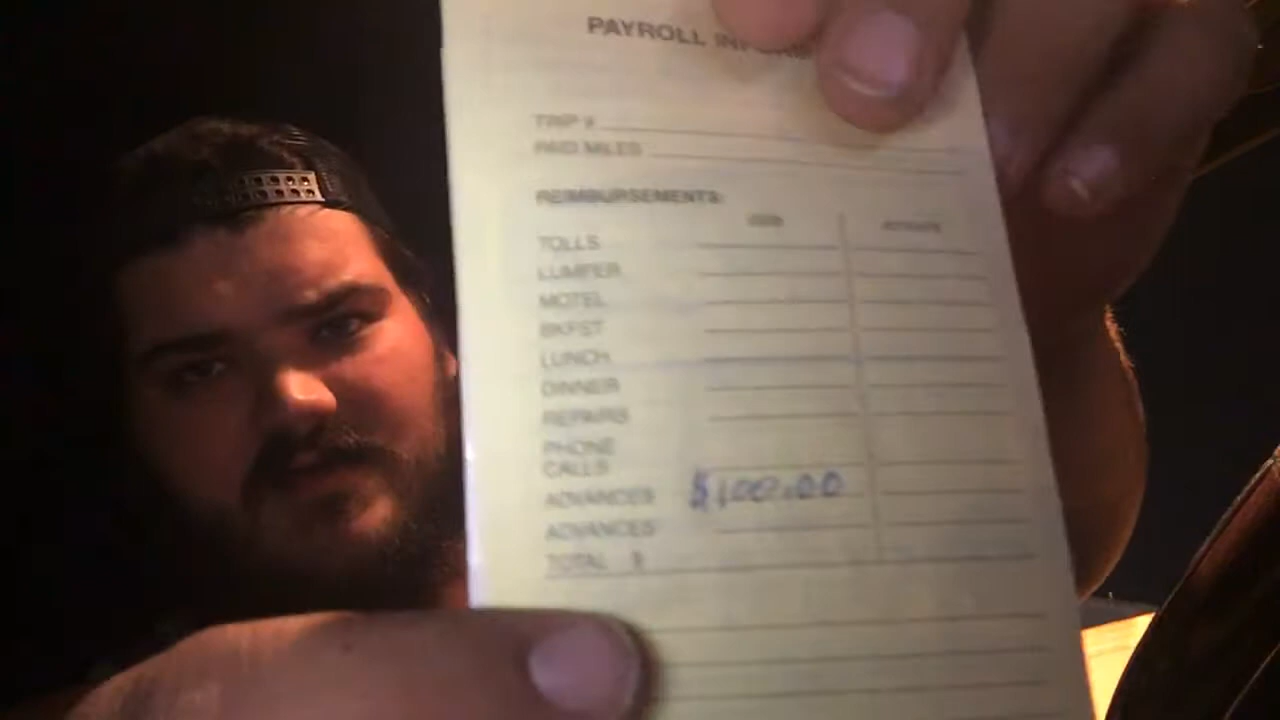 PAYROLL
TRIP #
PAID MILES
REIMBURSEMENTS:
TOLLS
LUMPER
MOTEL
BKFST
LUNCH
DINNER
REPAIRS
PHONE
CALLS
ADVANCES $100.00
ADVANCES
TOTAL $